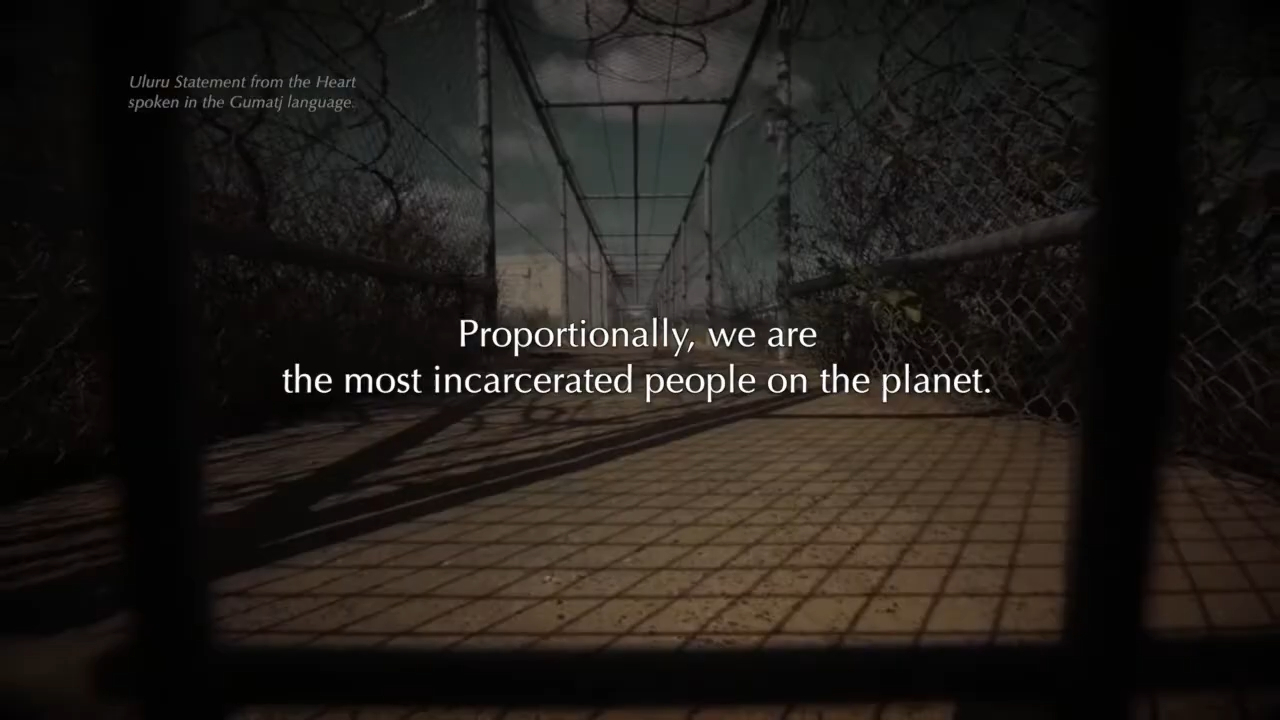 Uluru Statement from the Heart
spoken in the Gumatj language.
Proportionally, we are
the most incarcerated people on the planet.